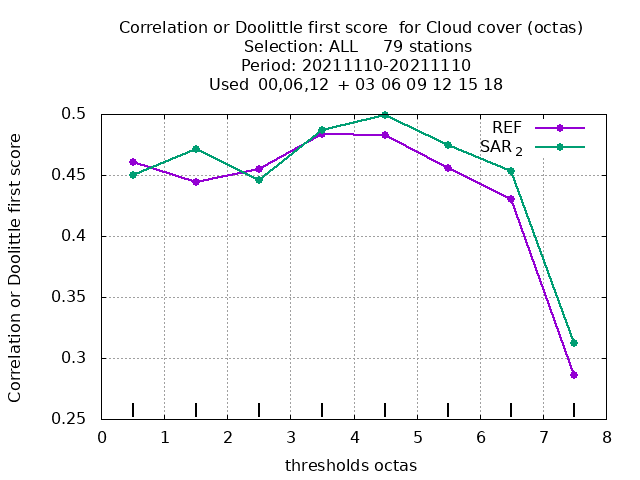 Correlation or Doolittle first score  for Cloud cover (octas)
Selection: ALL     79 stations
Period: 20211110-20211110
Used  00,06,12  + 03 06 09 12 15 18
REF
SAR 2
0.5
0.45
0.4
0.35
0.3
0.25
Correlation or Doolittle first score
0 1 2 3 4 5 6 7 8
thresholds octas